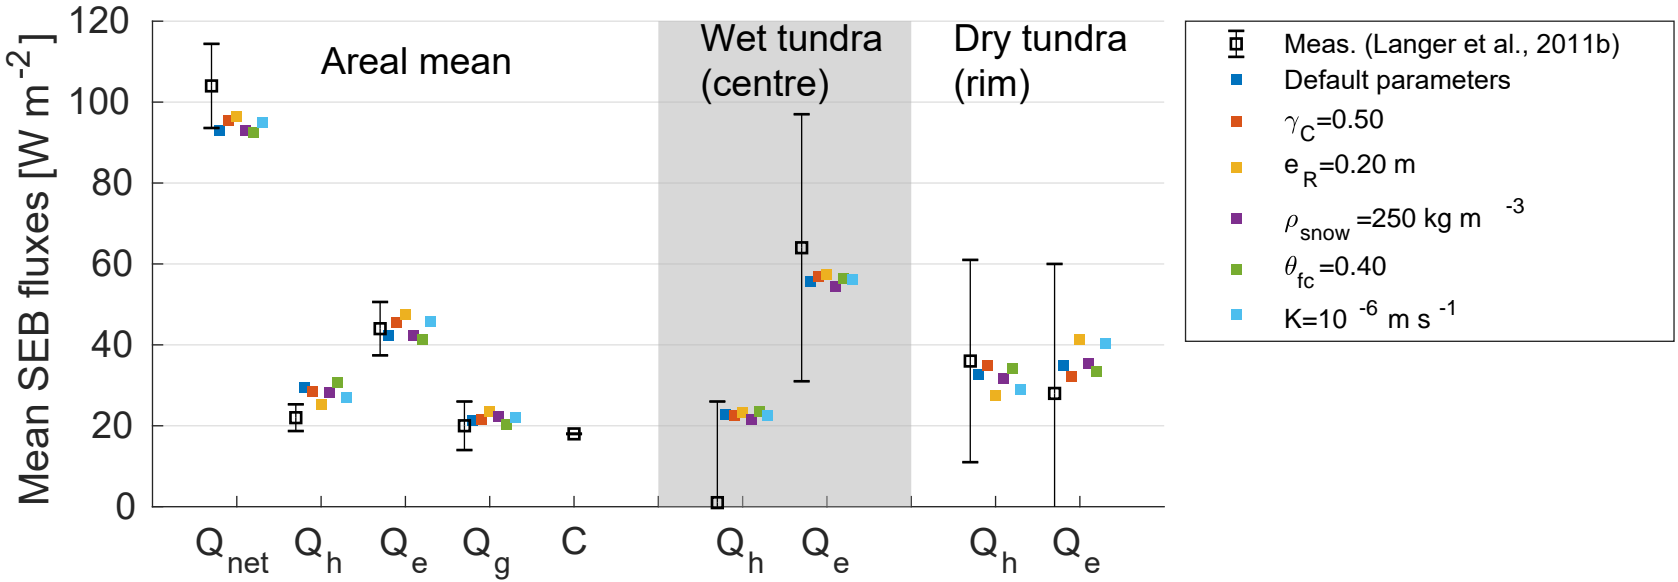 Mean SEB fluxes [W m-2]
120
100
80
60
40
20
0
Areal mean
Wet tundra
(centre)
Dry tundra
(rim)
Qnet Qh Qe Qg C Qh Qe Qh Qe
Meas. (Langer et al., 2011b)
Default parameters
γC=0.50
eR=0.20 m
ρsnow=250 kg m -3
θfc=0.40
K=10 -6 m s -1